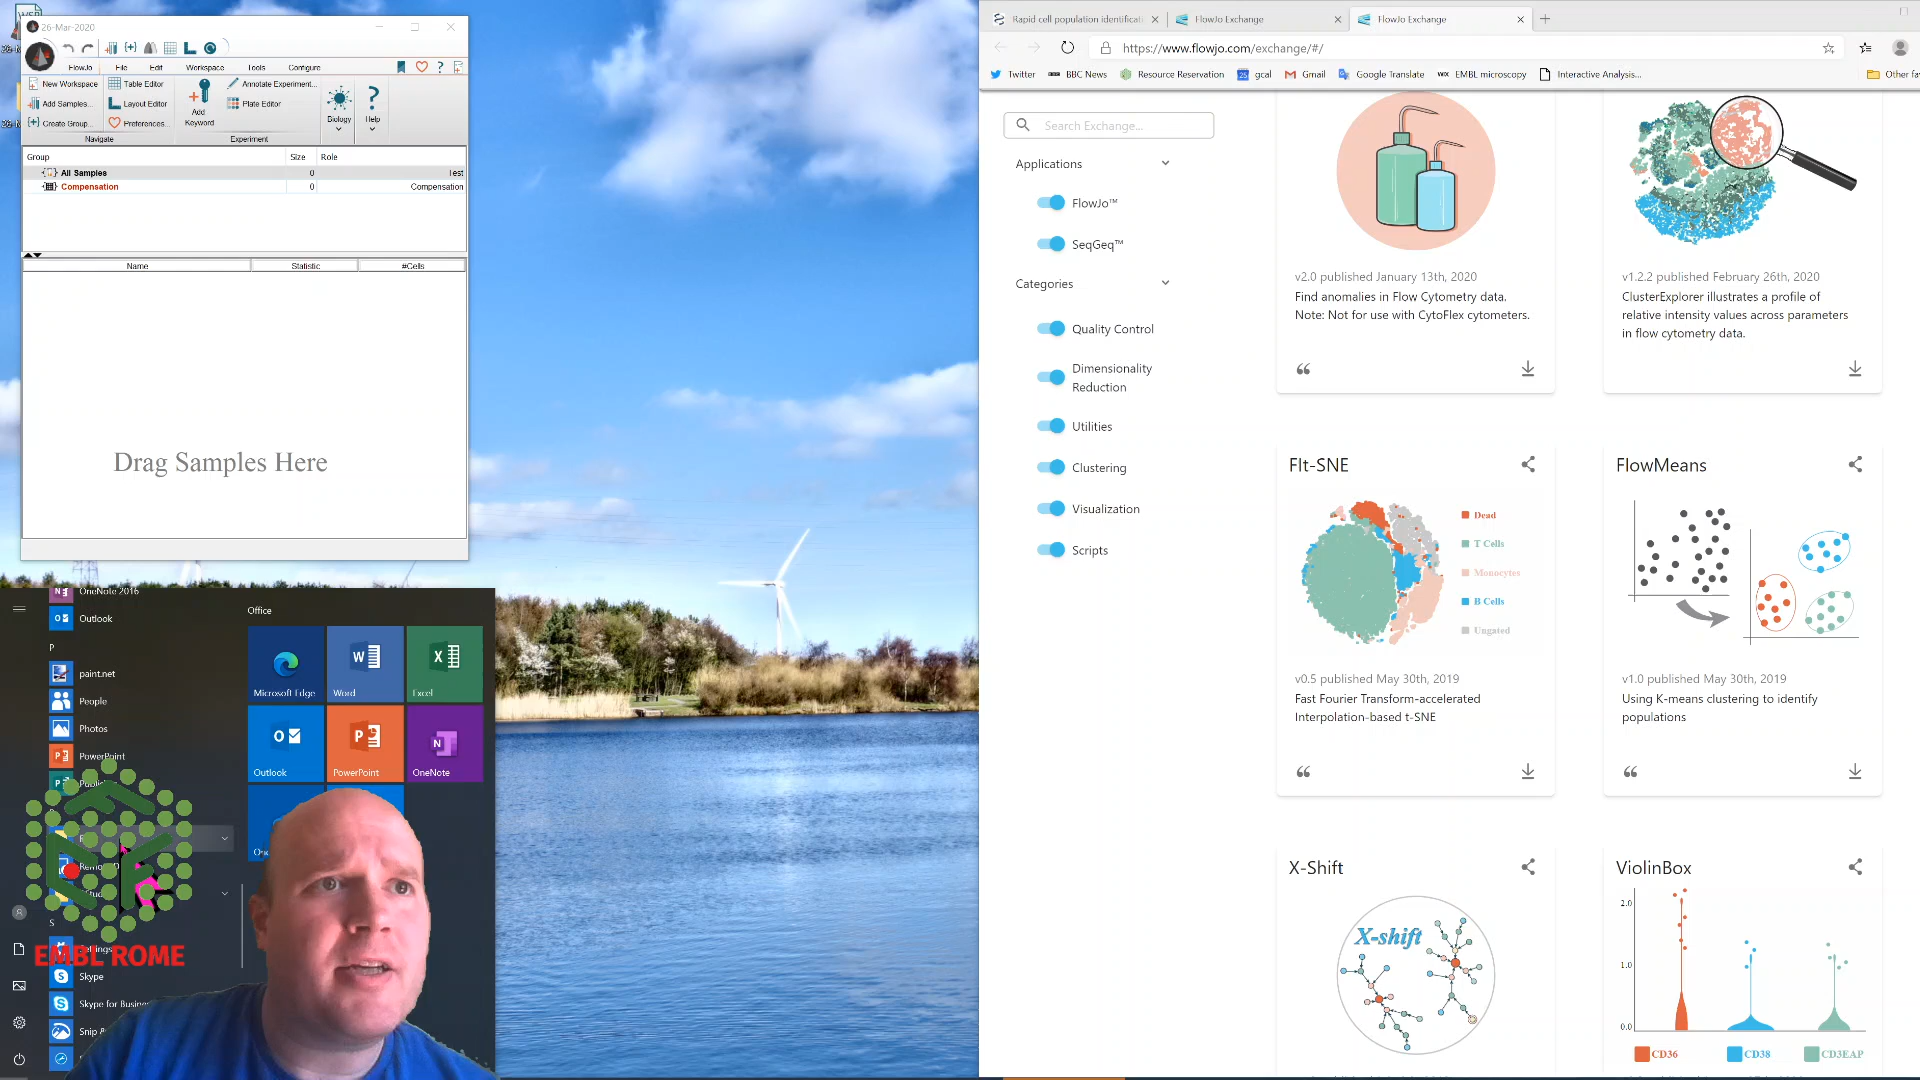 26-Mar-2020
FlowJo
File
Edit
Workspace
Tools
Configure
New Workspace
Table Editor
Annotate Experiment...
Add Samples...
Layout Editor
Plate Editor
Add
Keyword
Create Group...
Preferences...
Biology
Help
Navigate
Experiment
Group
Size
Role
All Samples
0
Test
Compensation
0
Compensation
Name
Statistic
#Cells
Drag Samples Here
OneNote 2016
Outlook
P
paint.net
People
Photos
PowerPoint
S
Skype
Skype for Busin
Office
Microsoft Edge
Word
Excel
Outlook
PowerPoint
OneNote
EMBL ROME
Rapid cell population identificati
FlowJo Exchange
FlowJo Exchange
https://www.flowjo.com/exchange/#/
Twitter
BBC News
Resource Reservation
gcal
Gmail
Google Translate
EMBL microscopy
Interactive Analysis...
Other fa
Search Exchange...
Applications
FlowJo™
SeqGeq™
Categories
Quality Control
Dimensionality
Reduction
Utilities
Clustering
Visualization
Scripts
v2.0 published January 13th, 2020
Find anomalies in Flow Cytometry data.
Note: Not for use with CytoFlex cytometers.
v1.2.2 published February 26th, 2020
ClusterExplorer illustrates a profile of
relative intensity values across parameters
in flow cytometry data.
FIt-SNE
Dead
T Cells
Monocytes
B Cells
Ungated
v0.5 published May 30th, 2019
Fast Fourier Transform-accelerated
Interpolation-based t-SNE
FlowMeans
v1.0 published May 30th, 2019
Using K-means clustering to identify
populations
X-Shift
X-shift
ViolinBox
2.0
1.0
0.0
CD36
CD38
CD3EAP